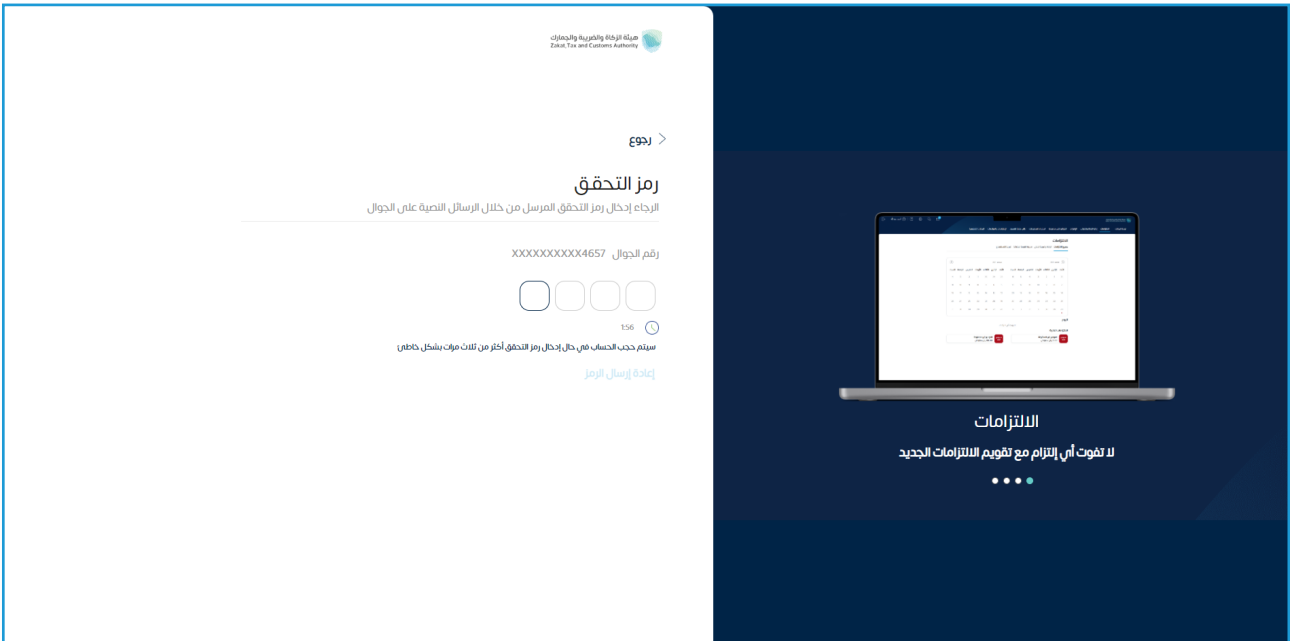 هيئة الزكاة والضريبة والجمارك
Zakat, Tax and Customs Authority
رجوع
رمز التحقق
الرجاء إدخال رمز التحقق المرسل من خلال الرسائل النصية على الجوال
رقم الجوال XXXXXXXXXX4657
1:56
سيتم حجب الحساب في حال إدخال رمز التحقق أكثر من ثلاث مرات بشكل خاطئ
إعادة إرسال الرمز
الالتزامات
لا تفوت أي إلتزام مع تقويم الالتزامات الجديد